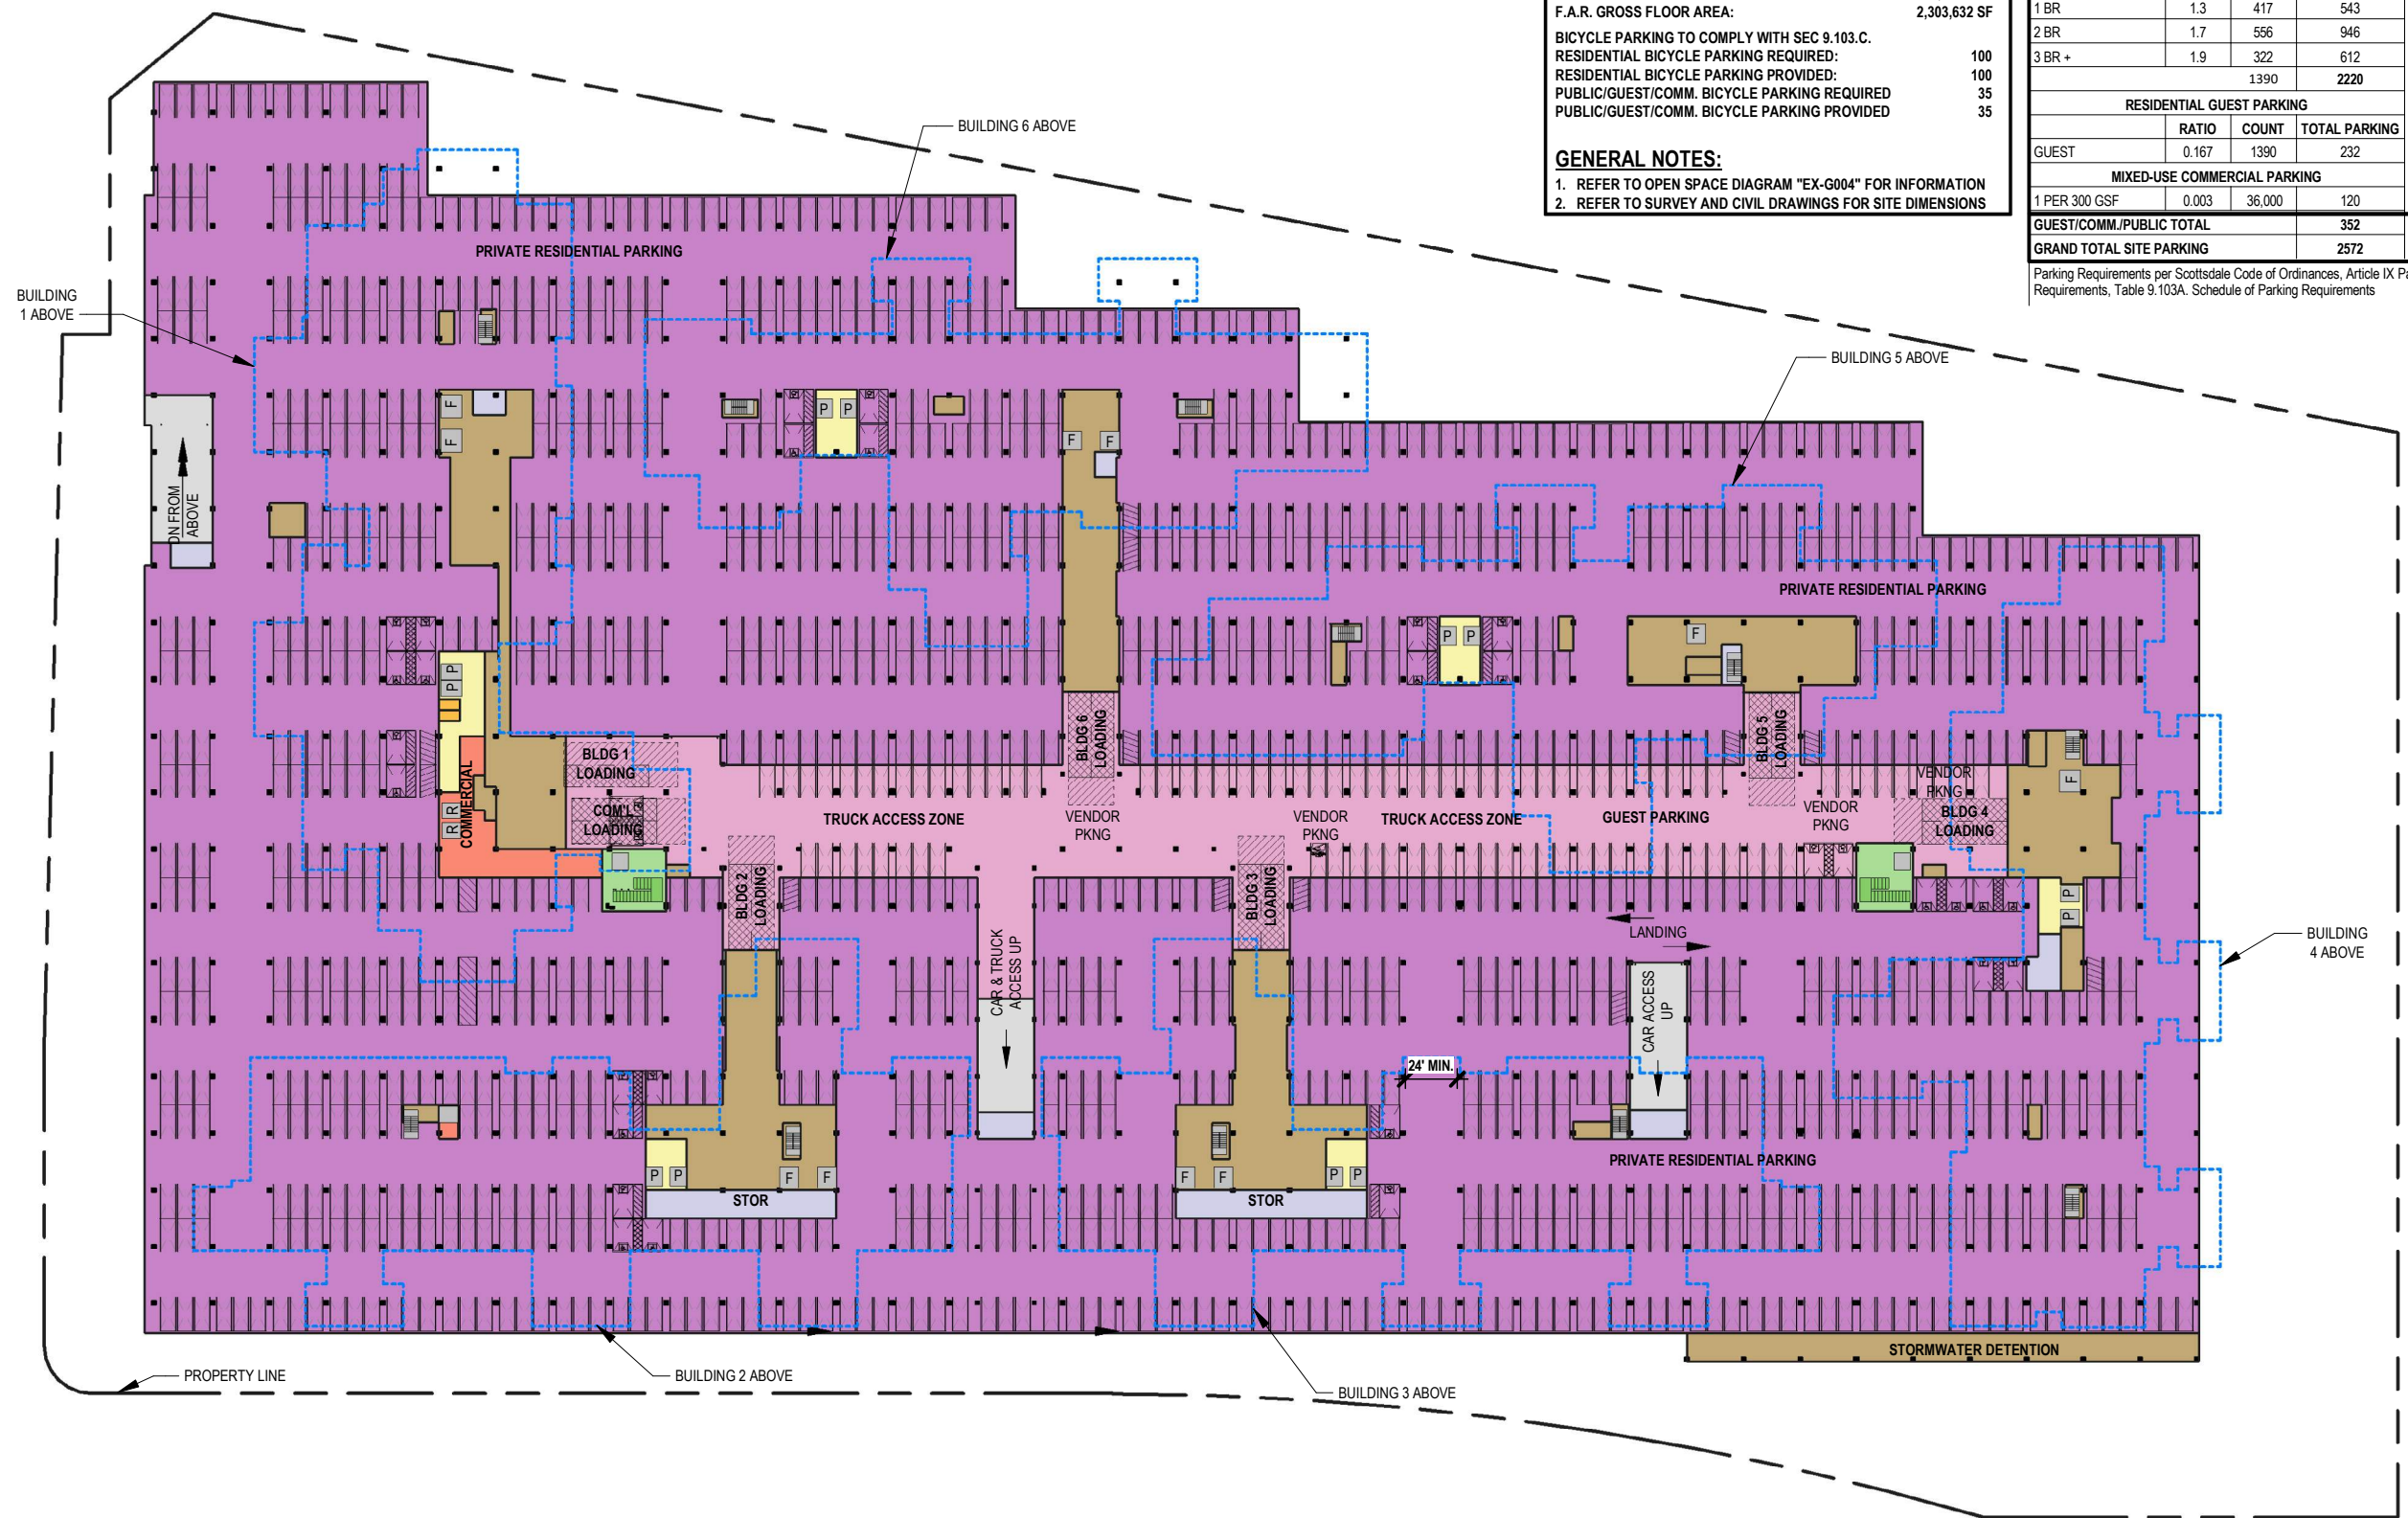 F.A.R. GROSS FLOOR AREA: 2,303,632 SF
BICYCLE PARKING TO COMPLY WITH SEC 9.103.C.
RESIDENTIAL BICYCLE PARKING REQUIRED: 100
RESIDENTIAL BICYCLE PARKING PROVIDED: 100
PUBLIC/GUEST/COMM. BICYCLE PARKING REQUIRED 35
PUBLIC/GUEST/COMM. BICYCLE PARKING PROVIDED 35
GENERAL NOTES:
1. REFER TO OPEN SPACE DIAGRAM "EX-G004" FOR INFORMATION
2. REFER TO SURVEY AND CIVIL DRAWINGS FOR SITE DIMENSIONS
1 BR 1.3 417 543
2 BR 1.7 556 946
3 BR + 1.9 322 612
1390 2220
RESIDENTIAL GUEST PARKING
RATIO COUNT TOTAL PARKING
GUEST 0.167 1390 232
MIXED-USE COMMERCIAL PARKING
1 PER 300 GSF 0.003 36,000 120
GUEST/COMM./PUBLIC TOTAL 352
GRAND TOTAL SITE PARKING 2572
Parking Requirements per Scottsdale Code of Ordinances, Article IX Pa
Requirements, Table 9.103A. Schedule of Parking Requirements
BUILDING 6 ABOVE
PRIVATE RESIDENTIAL PARKING
BUILDING
1 ABOVE
BUILDING 5 ABOVE
F
F
P P
F F
DN FROM
ABOVE
PRIVATE RESIDENTIAL PARKING
P P
F
P P
BLDG 6
LOADING
BLDG 5
LOADING
BLDG 1
LOADING
COMMERCIAL
R R
COM'L
LOADING
TRUCK ACCESS ZONE
VENDOR
PKNG
VENDOR
PKNG
TRUCK ACCESS ZONE
GUEST PARKING
VENDOR
PKNG
VENDOR
PKNG
BLDG 4
LOADING
F
BLDG 2
LOADING
BLDG 3
LOADING
P
P
CAR & TRUCK
ACCESS UP
LANDING
BUILDING
4 ABOVE
CAR ACCESS
UP
24' MIN.
PRIVATE RESIDENTIAL PARKING
P P
F F
F F
P P
STOR
STOR
STORMWATER DETENTION
PROPERTY LINE
BUILDING 2 ABOVE
BUILDING 3 ABOVE